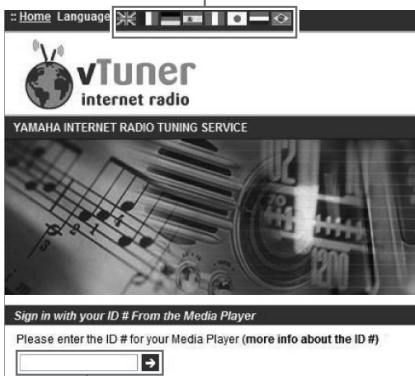 :: Home Language
vTuner
internet radio
YAMAHA INTERNET RADIO TUNING SERVICE
Sign in with your ID # From the Media Player
Please enter the ID # for your Media Player (more info about the ID #)